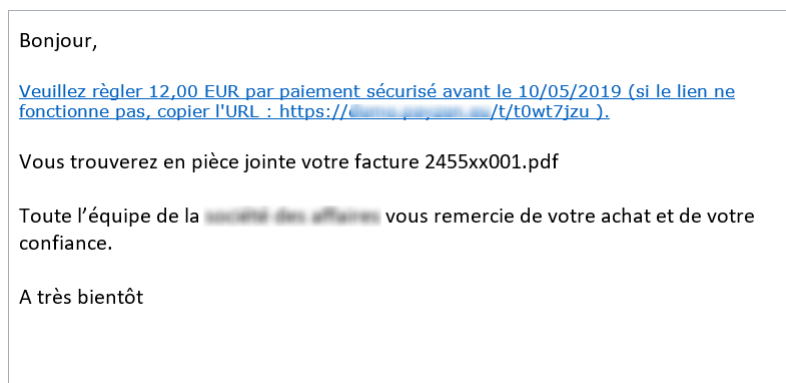 Bonjour,
Veuillez règler 12,00 EUR par paiement sécurisé avant le 10/05/2019 (si le lien ne
fonctionne pas, copier l'URL : https:///t/t0wt7jzu ).
Vous trouverez en pièce jointe votre facture 2455xx001.pdf
Toute l’équipe de la vous remercie de votre achat et de votre
confiance.
A très bientôt